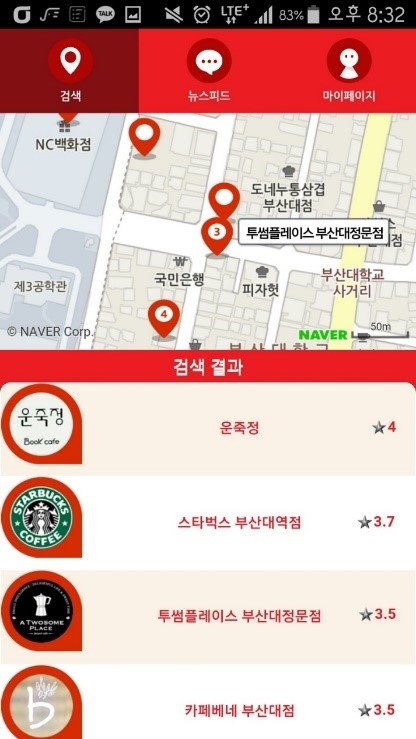 TALK
LTE+
83%
오후 8:32
검색
뉴스피드
마이페이지
NC백화점
도네누통삼겹
부산대점
3
투썸플레이스 부산대정문점
제3공학관
국민은행
피자헛
부산대학교
사거리
4
© NAVER Corp.
NAVER
50m
부산대학교
검색 결과
운죽정
Book cafe
운죽정
4
STARBUCKS
COFFEE
스타벅스 부산대역점
3.7
A TWOSOME
PLACE
투썸플레이스 부산대정문점
3.5
b
카페베네 부산대점
3.5